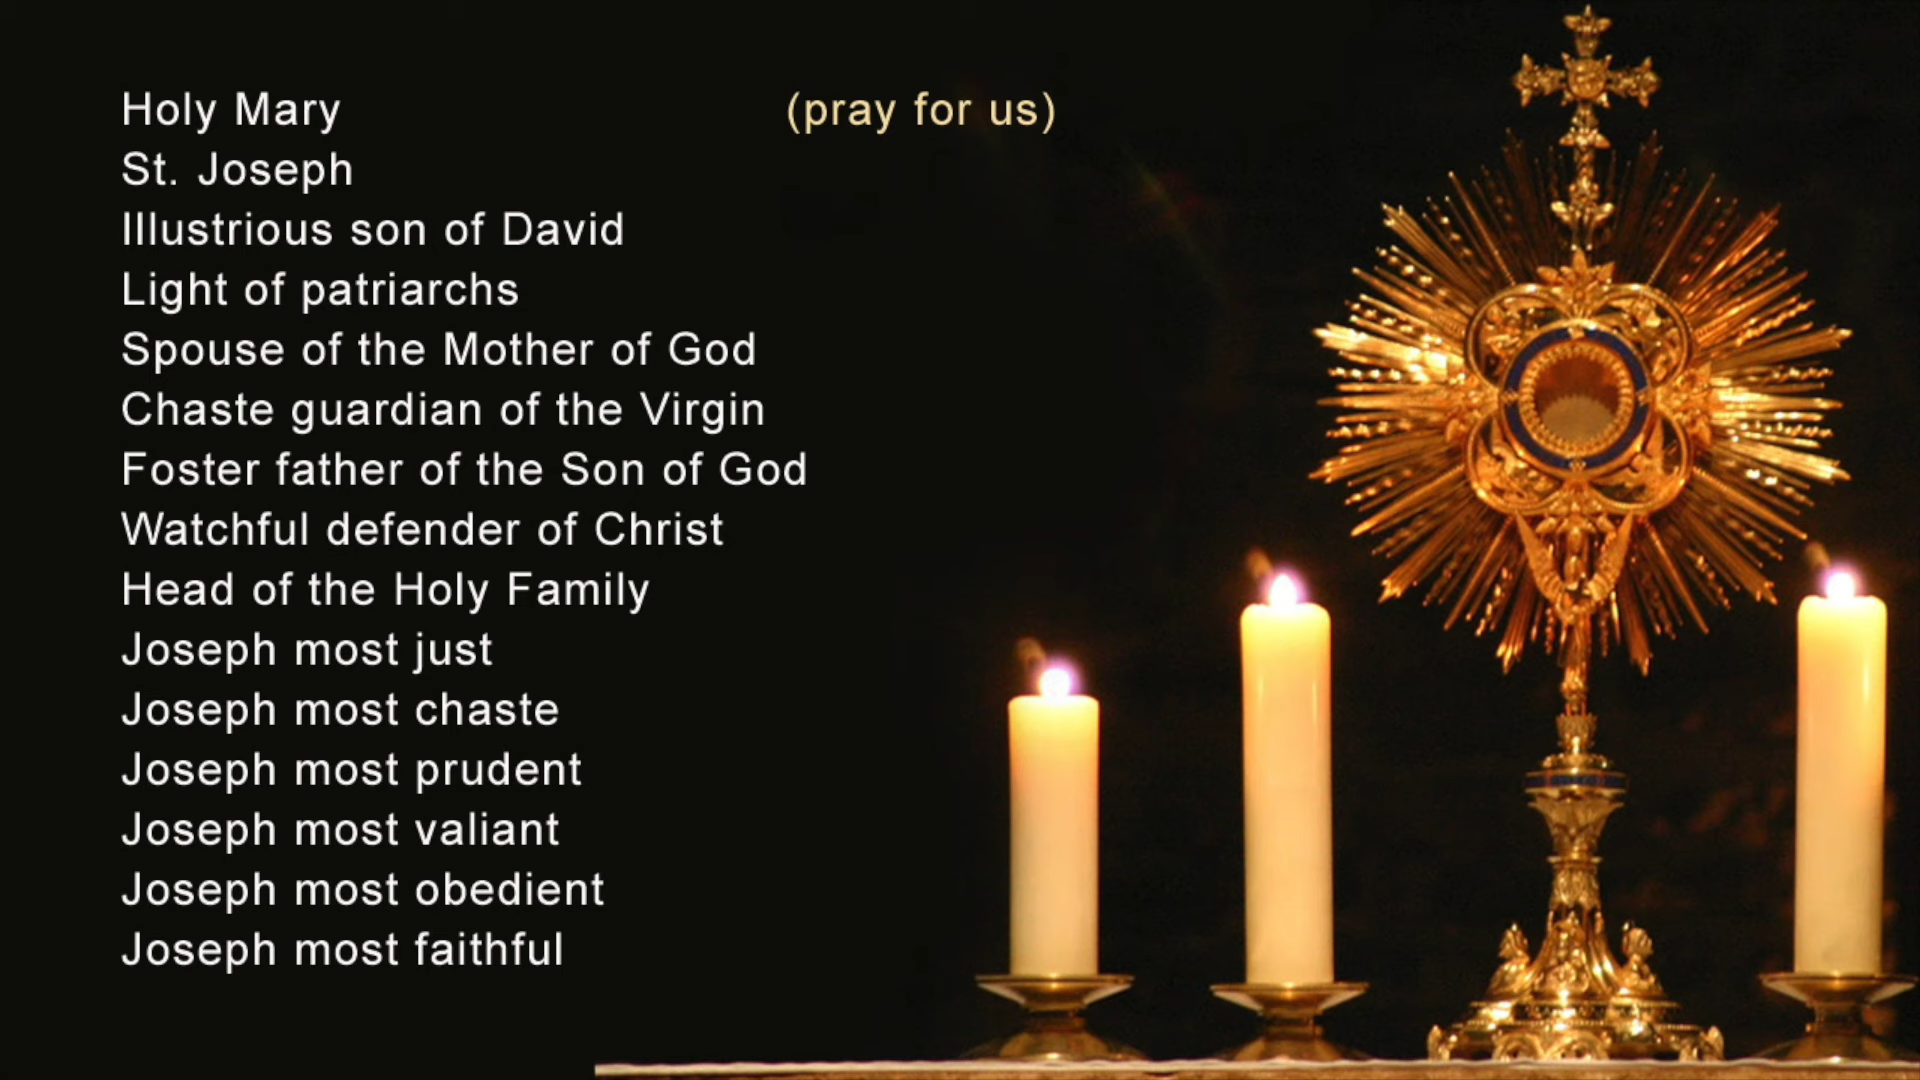 Holy Mary (pray for us)
St. Joseph
Illustrious son of David
Light of patriarchs
Spouse of the Mother of God
Chaste guardian of the Virgin
Foster father of the Son of God
Watchful defender of Christ
Head of the Holy Family
Joseph most just
Joseph most chaste
Joseph most prudent
Joseph most valiant
Joseph most obedient
Joseph most faithful